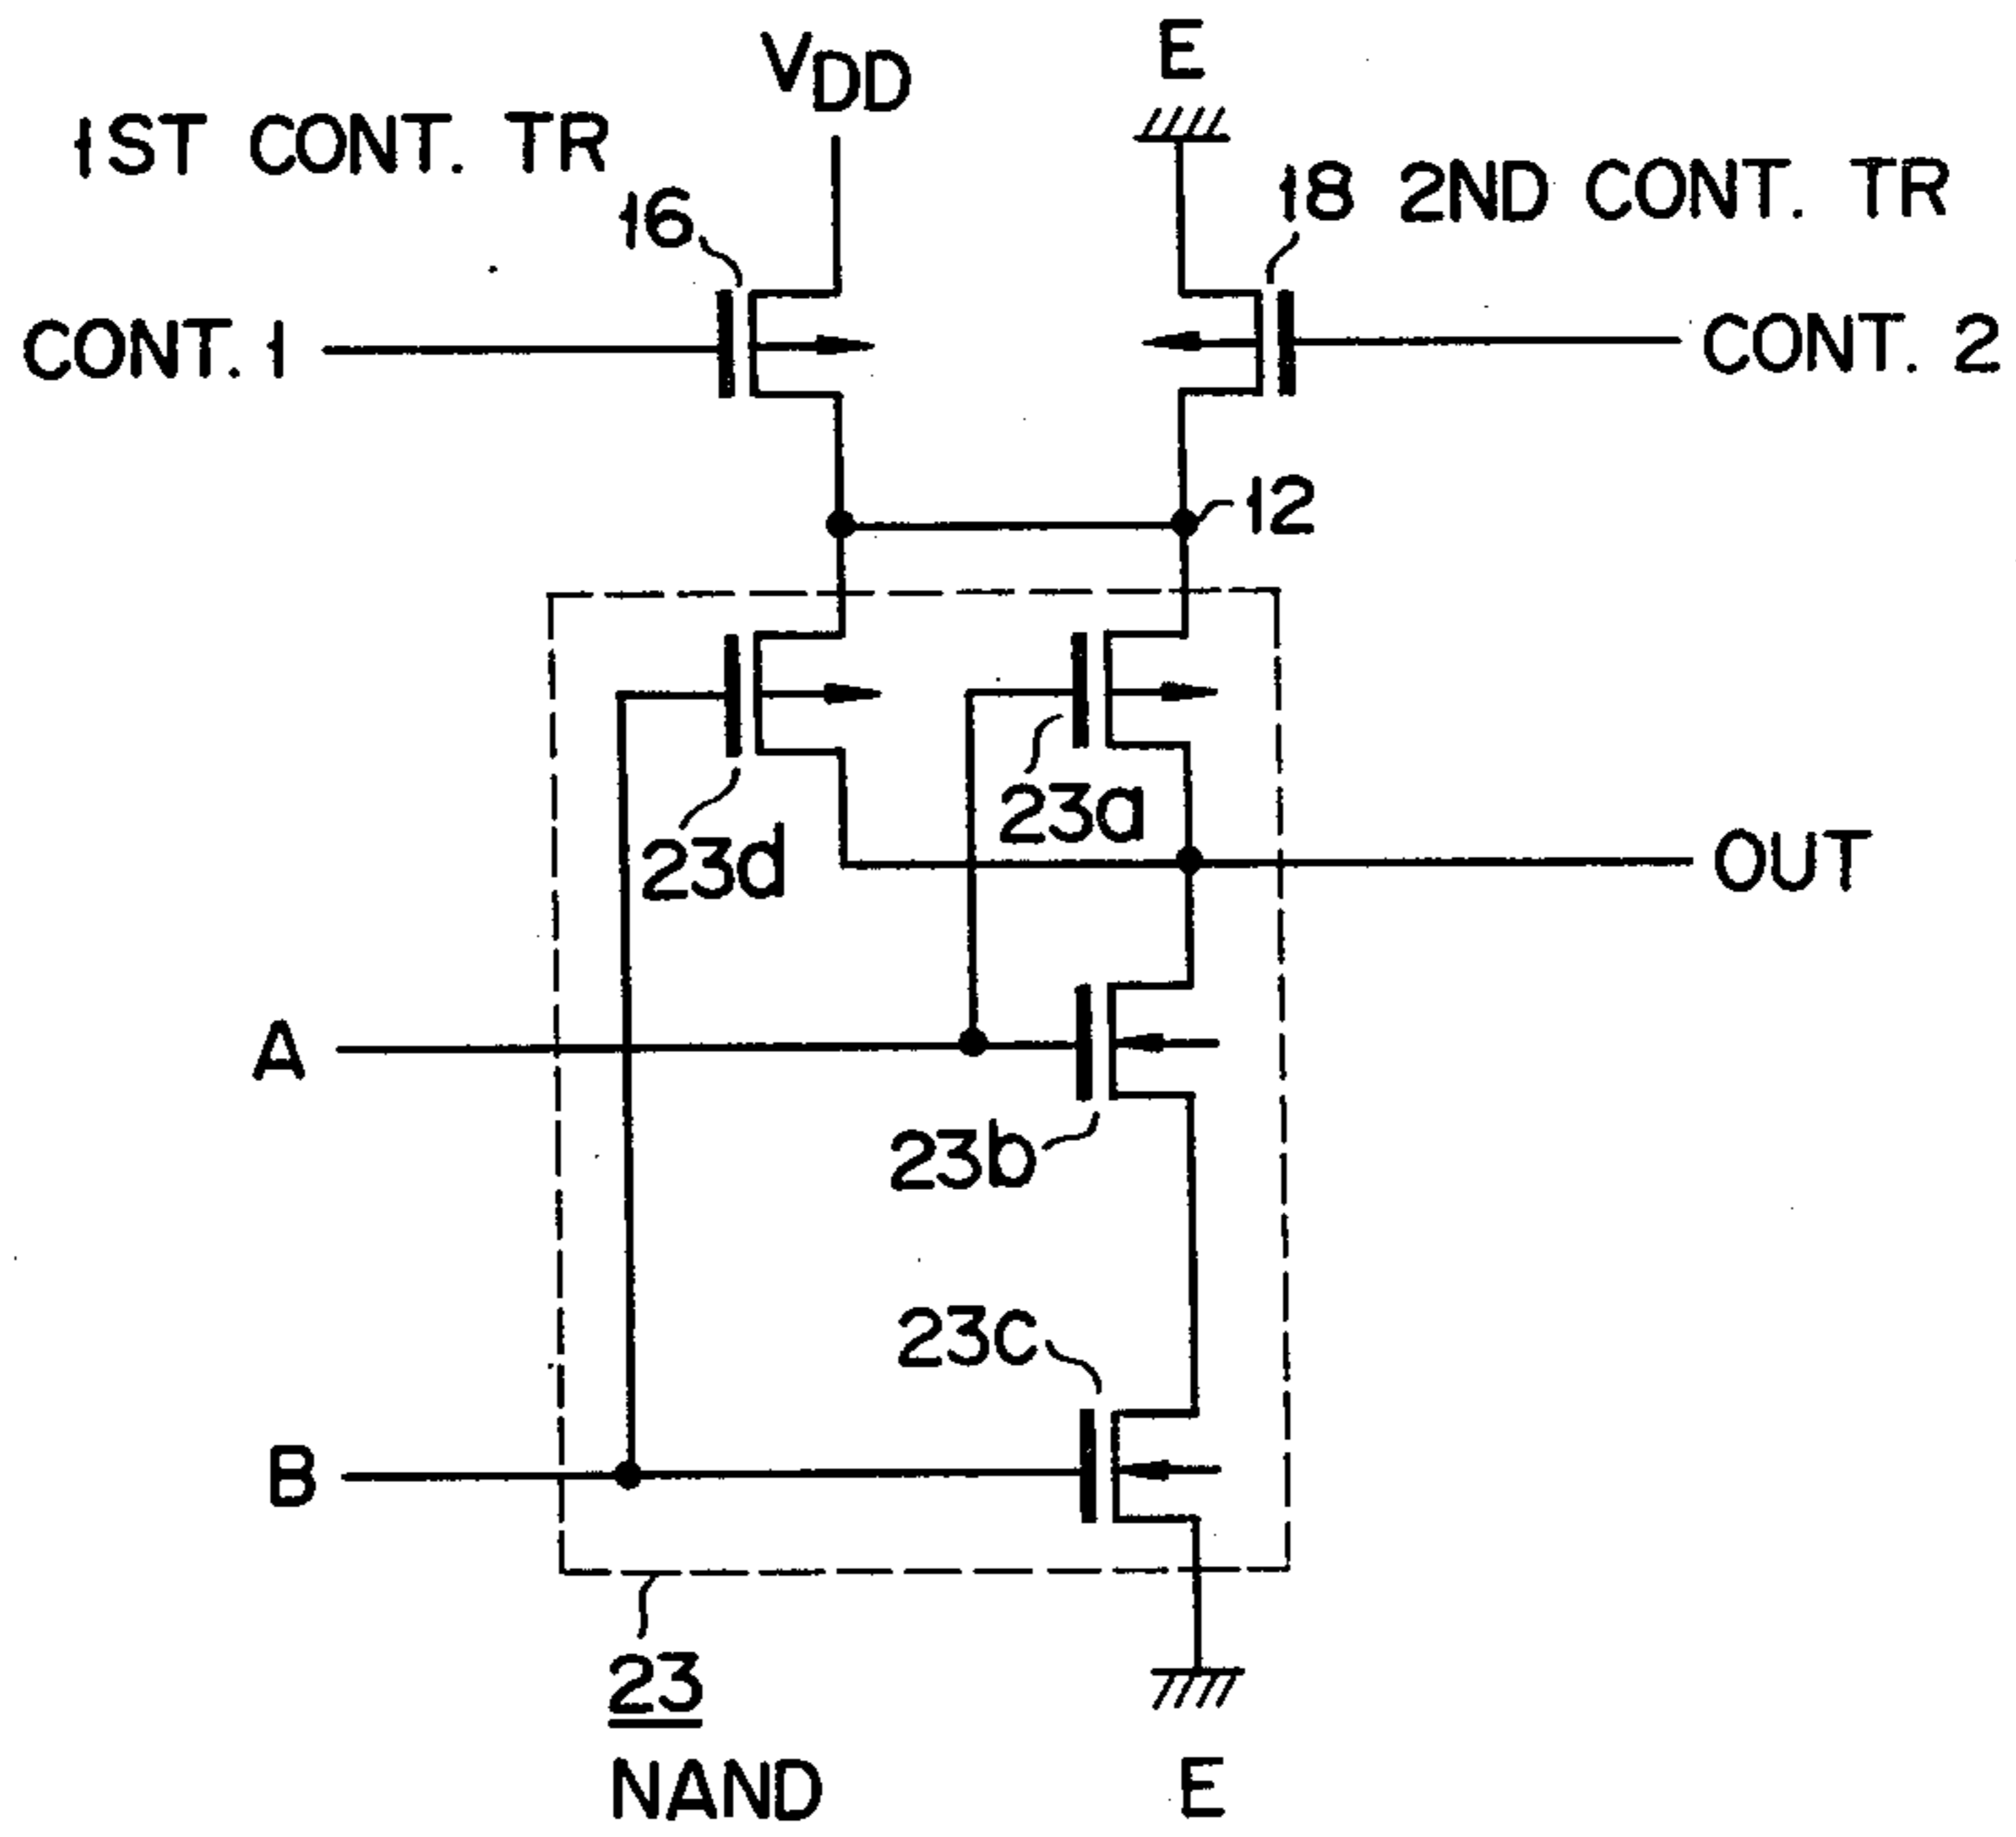 VDD
E
1ST CONT. TR
16
18 2ND CONT. TR
CONT. 1
CONT. 2
12
23a
23d
OUT
A
23b
23C
B
23
NAND
E